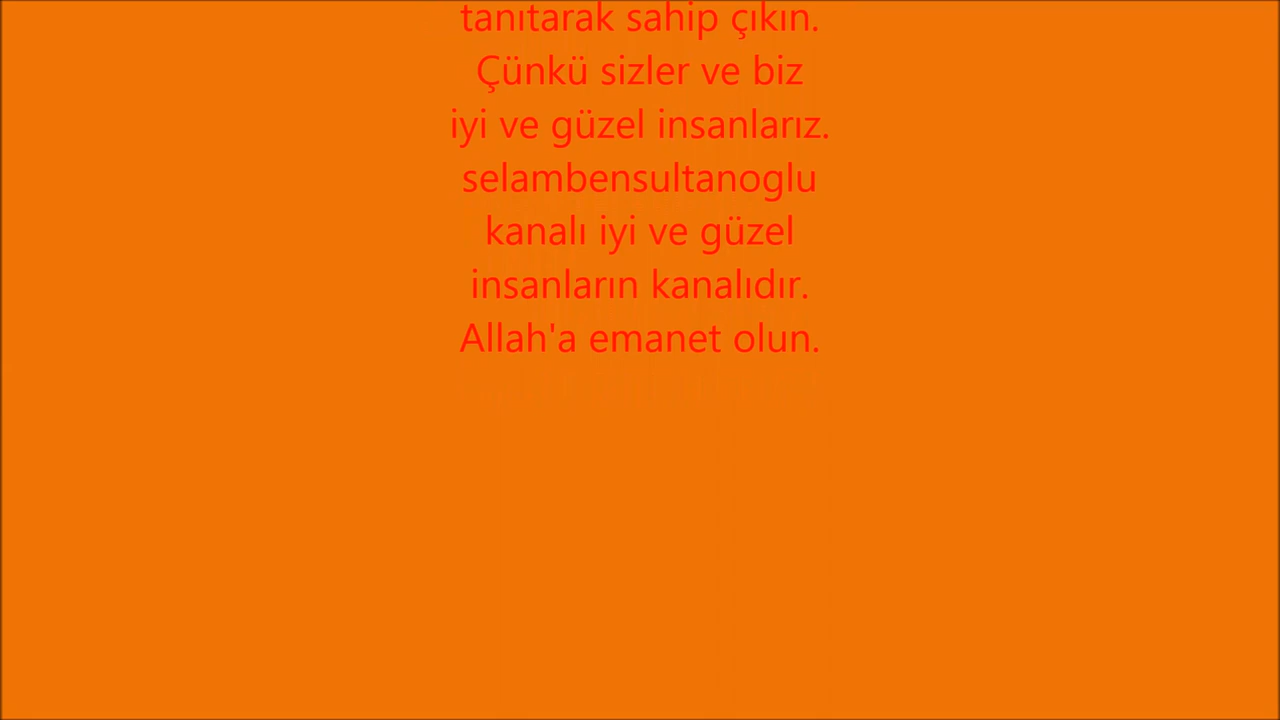 tanıtarak sahip çıkın.
Çünkü sizler ve biz
iyi ve güzel insanlarız.
selambensultanoglu
kanalı iyi ve güzel
insanların kanalıdır.
Allah'a emanet olun.